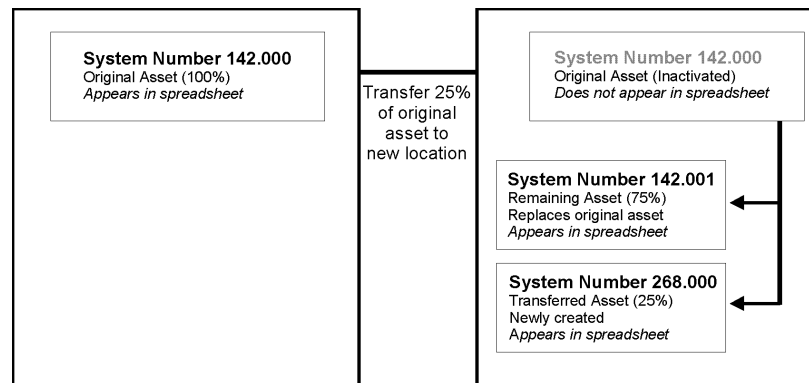 System Number 142.000
Original Asset (100%)
Appears in spreadsheet
Transfer 25%
of original
asset to
new location
System Number 142.000
Original Asset (Inactivated)
Does not appear in spreadsheet
System Number 142.001
Remaining Asset (75%)
Replaces original asset
Appears in spreadsheet
System Number 268.000
Transferred Asset (25%)
Newly created
Appears in spreadsheet